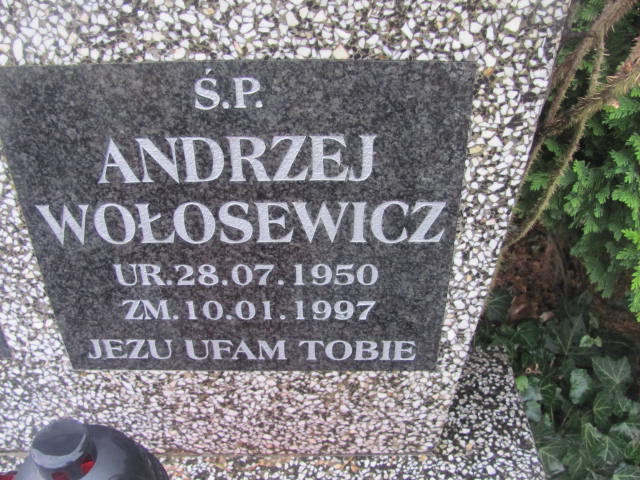 Ś.P.
ANDRZEJ
WOŁOSEWICZ
UR.28.07.1950
ZM.10.01.1997
JEZU UFAM TOBIE